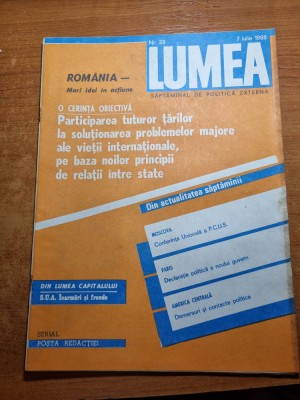 Nr. 28
7 iulie 1988
LUMEA
SĂPTĂMÎNAL DE POLITICĂ EXTERNĂ
ROMÂNIA —
Mari idei în acțiune
O CERINȚĂ OBIECTIVĂ
Participarea tuturor țărilor
la soluționarea problemelor majore
ale vieții internaționale,
pe baza noilor principii
de relații între state
Din actualitatea săptămînii
MOSCOVA
Conferința Unională a P.C.U.S.
PARIS
Declarație politică a noului guvern
AMERICA CENTRALĂ
Demersuri și contacte politice
DIN LUMEA CAPITALULUI
S.U.A. Încurmări și fraude
SERIAL
POȘTA REDACȚIEI